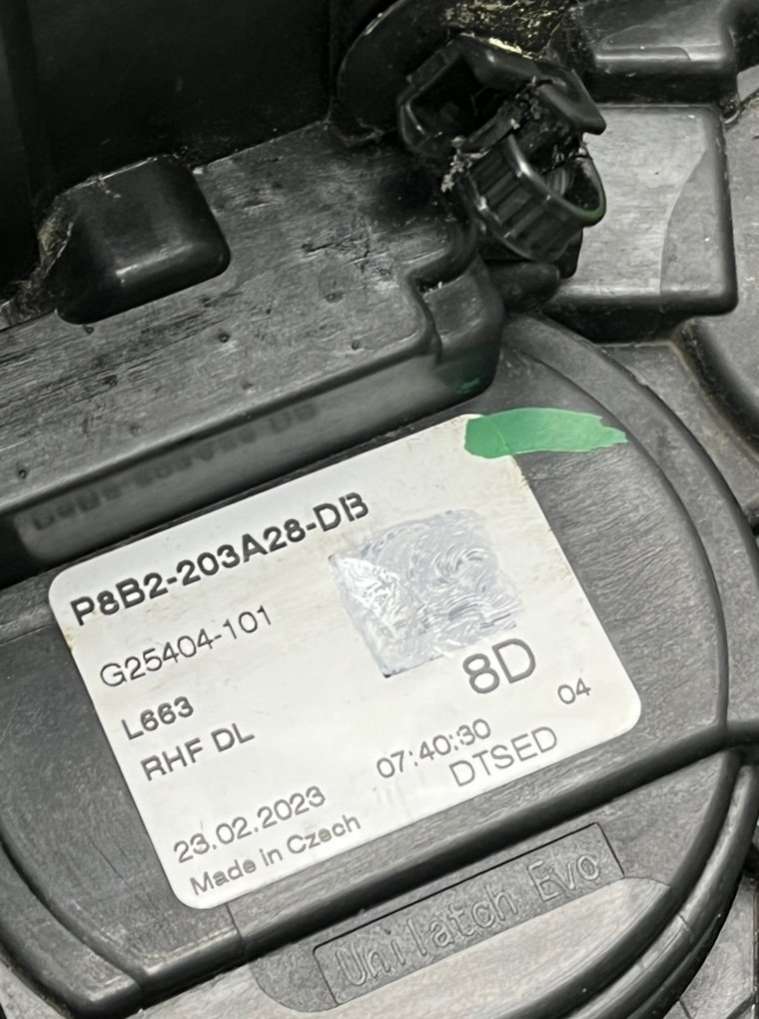 P8B2-203A28-DB
G25404-101
L663
8D
RHF DL
04
23.02.2023
07:40:30
Made in Czech
DTSED
Unilatch Evo